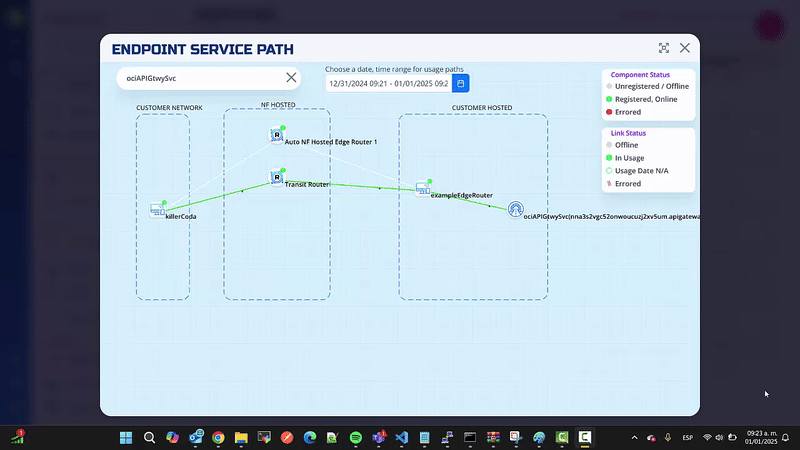 ENDPOINT SERVICE PATH
ociAPIGtwySvc
Choose a date, time range for usage paths
12/31/2024 09:21 - 01/01/2025 09:2
Component Status
Unregistered / Offline
Registered, Online
Errored
Link Status
Offline
In Usage
Usage Date N/A
Errored
CUSTOMER NETWORK
NF HOSTED
CUSTOMER HOSTED
Auto NF Hosted Edge Router 1
Transit Router
exampleEdgeRouter
killerCoda
ociAPIGtwySvc(nna3s2vgc52onwoucuzj2xv5um.apigatewa
ESP
09:23 a. m.
01/01/2025